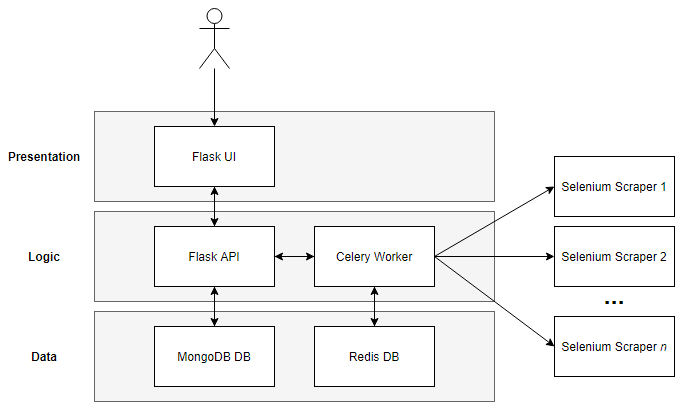 Presentation
Flask UI
Selenium Scraper 1
Logic
Flask API
Celery Worker
Selenium Scraper 2
...
Data
MongoDB DB
Redis DB
Selenium Scraper n